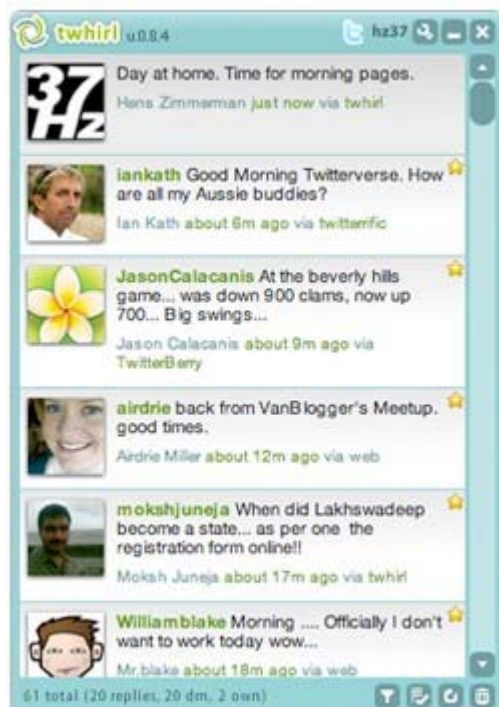 twhirl v.0.8.4 hz37
37
Hz
Day at home. Time for morning pages.
Hens Zimmerman just now via twhirl
iankath Good Morning Twitterverse. How
are all my Aussie buddies?
Ian Kath about 6m ago via twitterrific
JasonCalacanis At the beverly hills
game... was down 900 clams, now up
700... Big swings...
Jason Calacanis about 9m ago via
TwitterBerry
airdrie back from VanBlogger's Meetup.
good times.
Airdrie Miller about 12m ago via web
mokshjuneja When did Lakhswadeep
become a state... as per one the
registration form online!!
Moksh Juneja about 17m ago via twhirl
Williamblake Morning .... Officially I don't
want to work today wow...
Mr.blake about 18m ago via web
61 total (20 replies, 20 dm, 2 own)